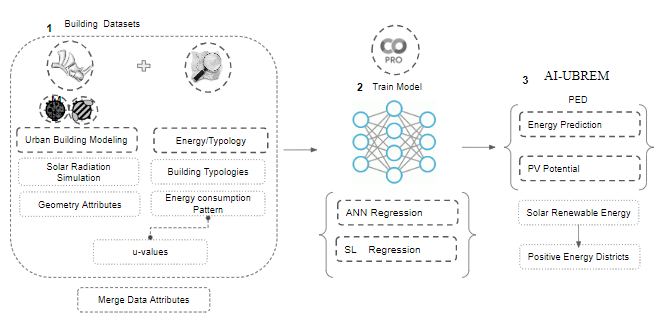 1 Building Datasets
Urban Building Modeling
Energy/Typology
Solar Radiation
Simulation
Building Typologies
Geometry Attributes
Energy consumption
Pattern
u-values
Merge Data Attributes
CO
PRO
2 Train Model
ANN Regression
SL Regression
3 AI-UBREM
PED
Energy Prediction
PV Potential
Solar Renewable Energy
Positive Energy Districts